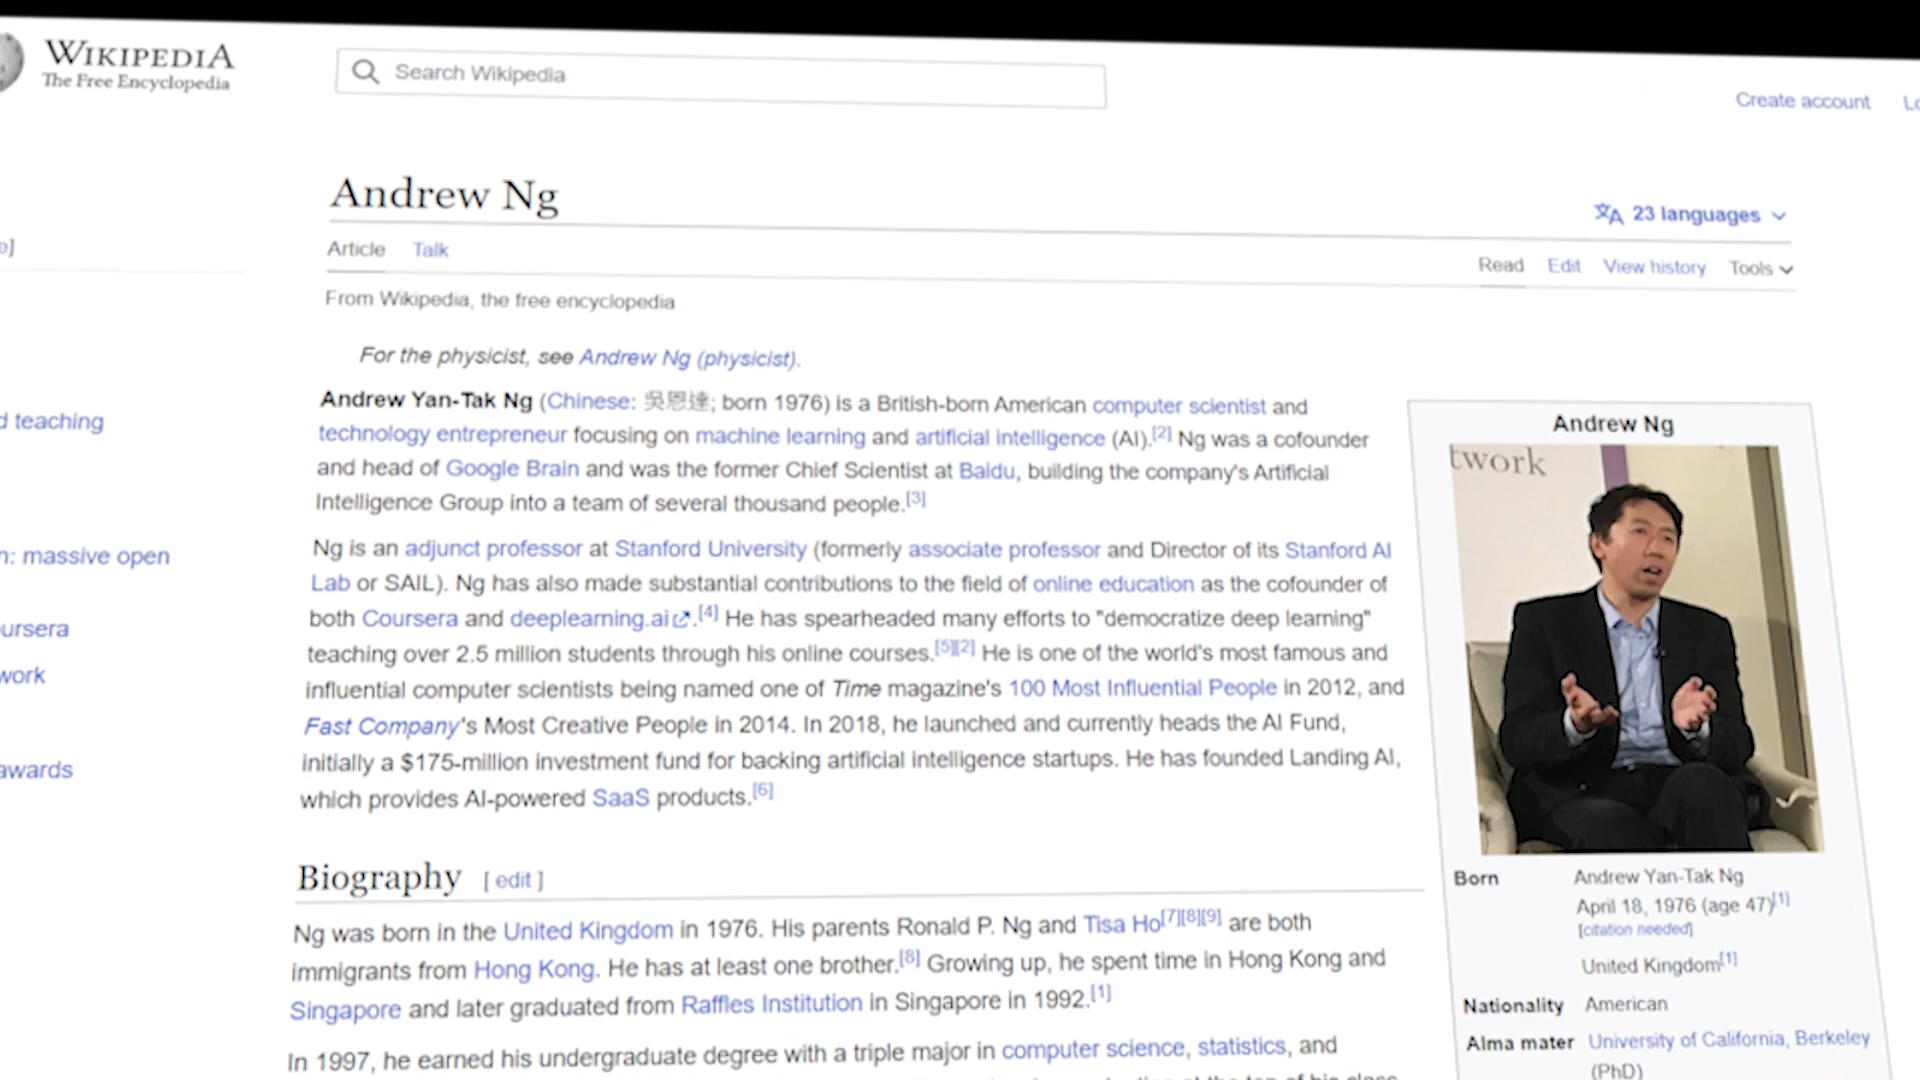 WIKIPEDIA
The Free Encyclopedia
Search Wikipedia
Create account
Andrew Ng
23 languages
Article Talk
Read Edit View history Tools
From Wikipedia, the free encyclopedia
For the physicist, see Andrew Ng (physicist).
Andrew Yan-Tak Ng (Chinese: 吳恩達; born 1976) is a British-born American computer scientist and
technology entrepreneur focusing on machine learning and artificial intelligence (AI).[2] Ng was a cofounder
and head of Google Brain and was the former Chief Scientist at Baidu, building the company's Artificial
Intelligence Group into a team of several thousand people.[3]
Ng is an adjunct professor at Stanford University (formerly associate professor and Director of its Stanford AI
Lab or SAIL). Ng has also made substantial contributions to the field of online education as the cofounder of
both Coursera and deeplearning.ai.[4] He has spearheaded many efforts to "democratize deep learning"
teaching over 2.5 million students through his online courses.[5][2] He is one of the world's most famous and
influential computer scientists being named one of Time magazine's 100 Most Influential People in 2012, and
Fast Company's Most Creative People in 2014. In 2018, he launched and currently heads the AI Fund,
initially a $175-million investment fund for backing artificial intelligence startups. He has founded Landing AI,
which provides AI-powered SaaS products.[6]
Biography [ edit ]
Ng was born in the United Kingdom in 1976. His parents Ronald P. Ng and Tisa Ho[7][8][9] are both
immigrants from Hong Kong. He has at least one brother.[8] Growing up, he spent time in Hong Kong and
Singapore and later graduated from Raffles Institution in Singapore in 1992.[1]
In 1997, he earned his undergraduate degree with a triple major in computer science, statistics, and
e]
d teaching
n: massive open
ursera
work
awards
Andrew Ng
twork
Born Andrew Yan-Tak Ng
April 18, 1976 (age 47)[1]
[citation needed]
United Kingdom[1]
Nationality American
Alma mater University of California, Berkeley
(PhD)